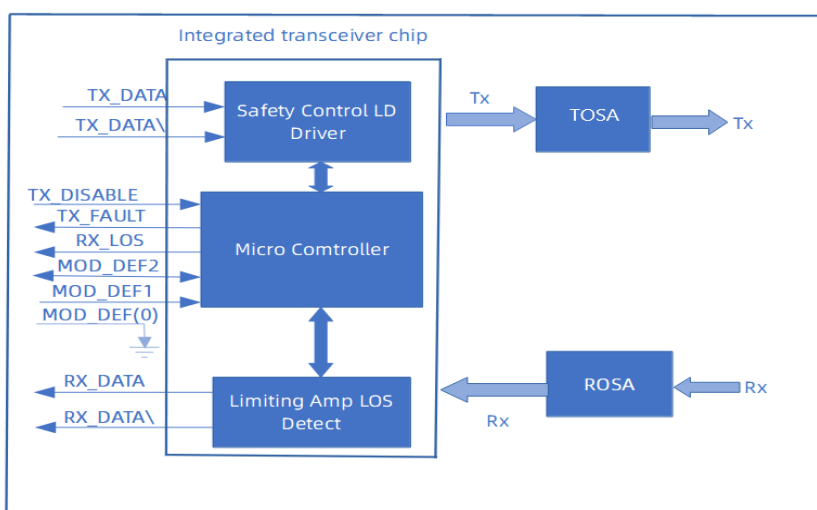 Integrated transceiver chip
TX_DATA
TX_DATA\
Safety Control LD
Driver
Tx
TOSA
Tx
TX_DISABLE
TX_FAULT
RX_LOS
MOD_DEF2
MOD_DEF1
MOD_DEF(0)
Micro Comtroller
RX_DATA
RX_DATA\
Limiting Amp LOS
Detect
Rx
ROSA
Rx